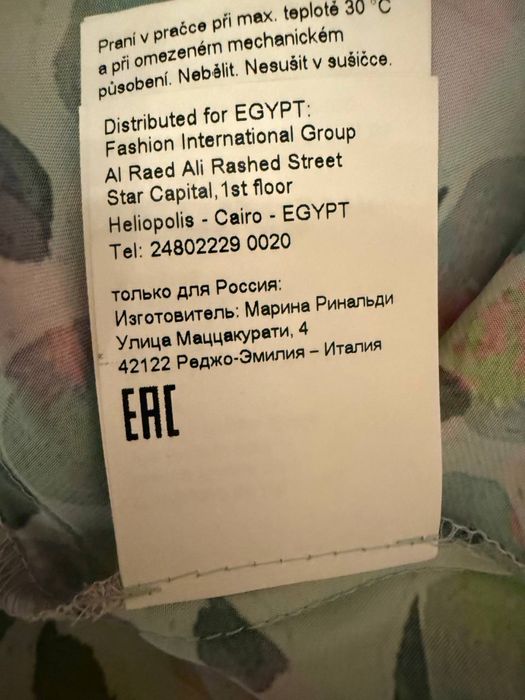 Praní v pračce při max. teplotě 30 °C
a při omezeném mechanickém
působení. Nebělit. Nesušit v sušičce.
Distributed for EGYPT:
Fashion International Group
Al Raed Ali Rashed Street
Star Capital,1st floor
Heliopolis - Cairo - EGYPT
Tel: 24802229 0020
только для Россия:
Изготовитель: Марина Ринальди
Улица Маццакурати, 4
42122 Реджо-Эмилия – Италия
EAC